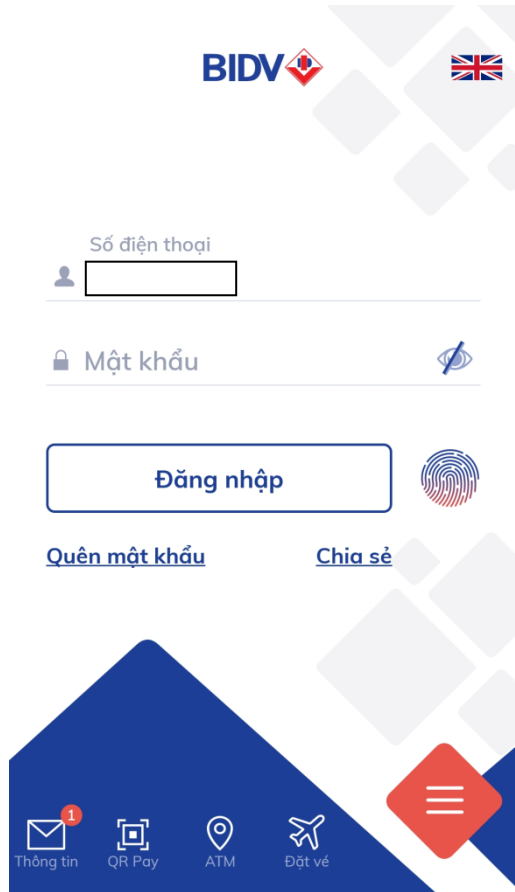 BIDV
Số điện thoại
Mật khẩu
Đăng nhập
Quên mật khẩu Chia sẻ
1
Thông tin QR Pay ATM Đặt vé